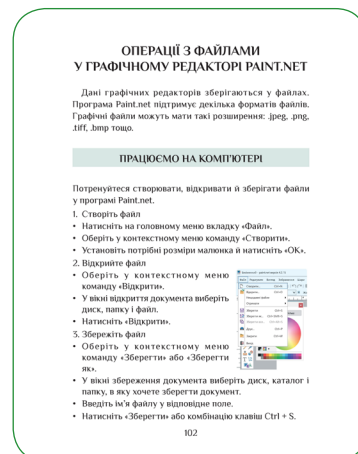 ОПЕРАЦІЇ З ФАЙЛАМИ
У ГРАФІЧНОМУ РЕДАКТОРІ PAINT.NET
Дані графічних редакторів зберігаються у файлах.
Програма Paint.net підтримує декілька форматів файлів.
Графічні файли можуть мати такі розширення: .jpeg, .png,
.tiff, .bmp тощо.
ПРАЦЮЄМО НА КОМП'ЮТЕРІ
Потренуйтеся створювати, відкривати й зберігати файли
у програмі Paint.net.
1. Створіть файл
• Натисніть на головному меню вкладку «Файл».
• Оберіть у контекстному меню команду «Створити».
• Установіть потрібні розміри малюнка й натисніть «ОК».
2. Відкрийте файл
• Оберіть у контекстному меню
команду «Відкрити».
• У вікні відкриття документа виберіть
диск, папку і файл.
• Натисніть «Відкрити».
3. Збережіть файл
• Оберіть у контекстному меню
команду «Зберегти» або «Зберегти
як».
• У вікні збереження документа виберіть диск, каталог і
папку, в яку хочете зберегти документ.
• Введіть ім'я файлу у відповідне поле.
• Натисніть «Зберегти» або комбінацію клавіш Ctrl + S.
102